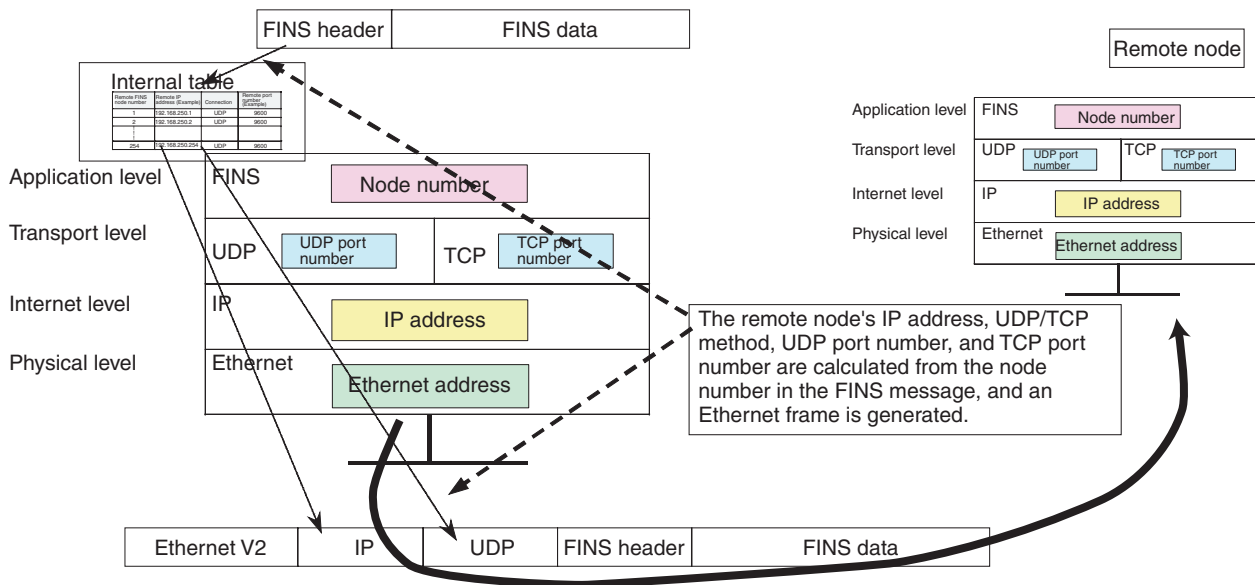 FINS header FINS data
Remote node
Internal table
Remote FINS node number
Remote IP address (Example)
Connection
Remote port number (Example)
1 192.168.250.1 UDP 9600
2 192.168.250.2 UDP 9600
254 192.168.250.254 UDP 9600
Application level FINS Node number
Transport level
UDP UDP port number
TCP TCP port number
Internet level IP IP address
Physical level Ethernet Ethernet address
Application level FINS Node number
Transport level UDP UDP port number TCP TCP port number
Internet level IP IP address
Physical level Ethernet Ethernet address
The remote node's IP address, UDP/TCP
method, UDP port number, and TCP port
number are calculated from the node
number in the FINS message, and an
Ethernet frame is generated.
Ethernet V2 IP UDP FINS header FINS data